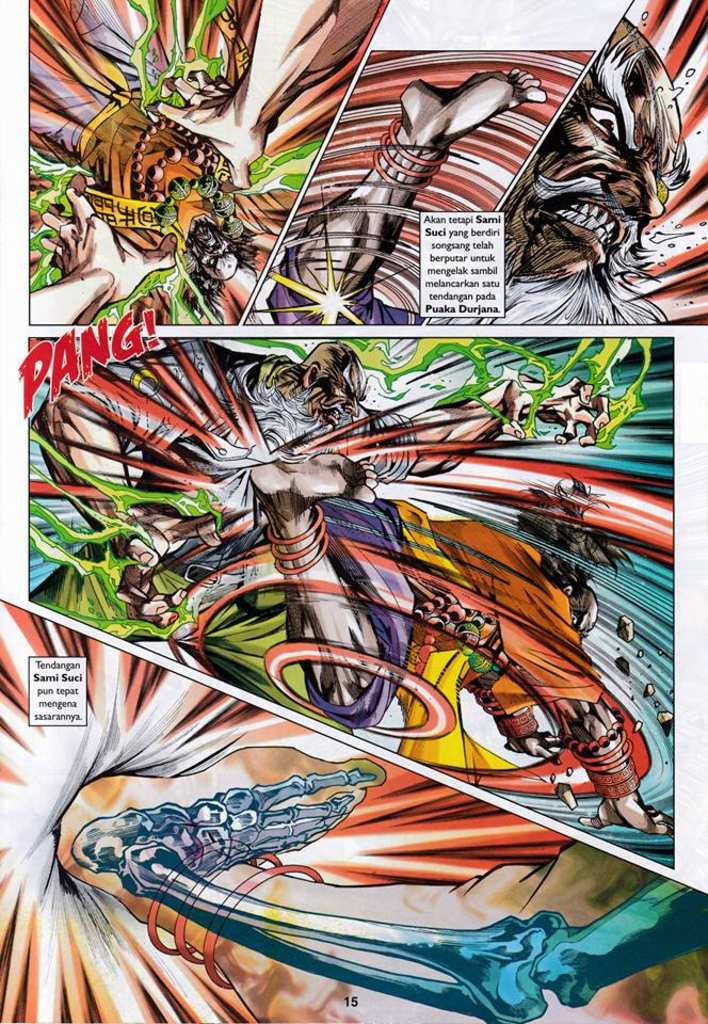 Akan tetapi Sami
Suci yang berdiri
songsang telah
berputar untuk
mengelak sambil
melancarkan satu
tendangan pada
Puaka Durjana.
PANG!
Tendangan
Sami Suci
pun tepat
mengena
sasarannya.
15